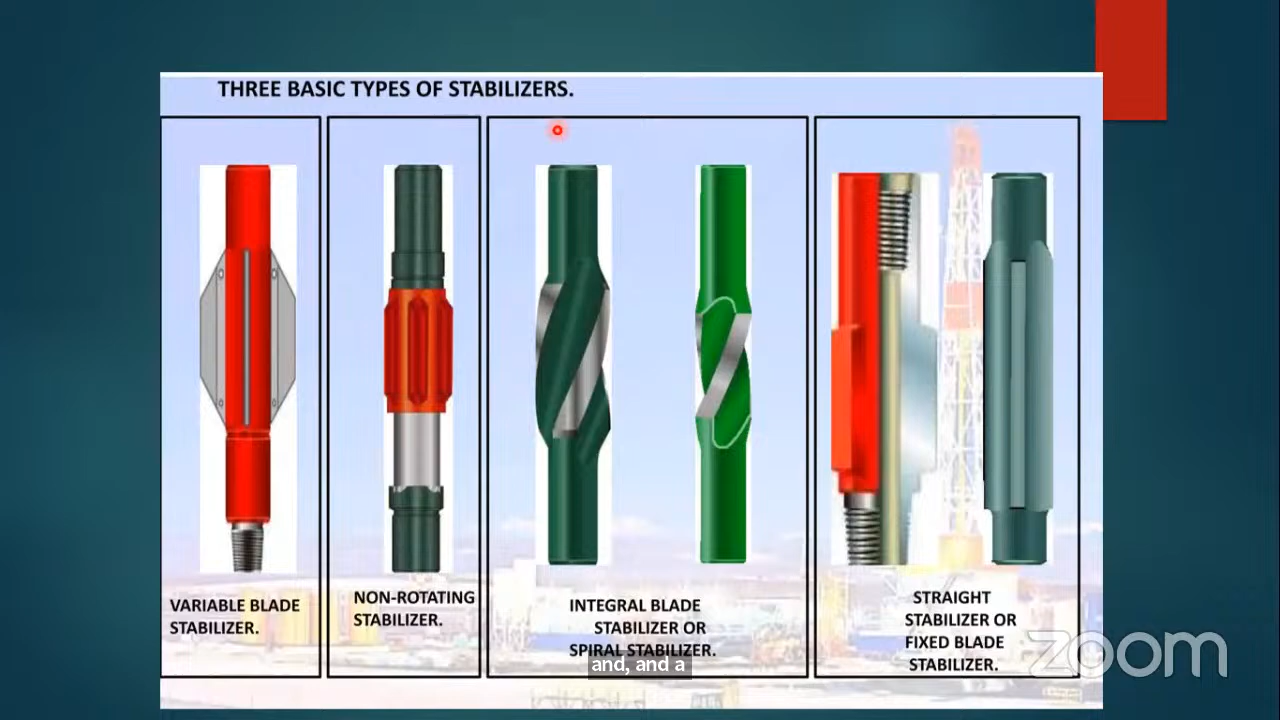 THREE BASIC TYPES OF STABILIZERS.
VARIABLE BLADE
STABILIZER.
NON-ROTATING
STABILIZER.
INTEGRAL BLADE
STABILIZER OR
SPIRAL STABILIZER.
STRAIGHT
STABILIZER OR
FIXED BLADE
STABILIZER.
and, and a
zoom